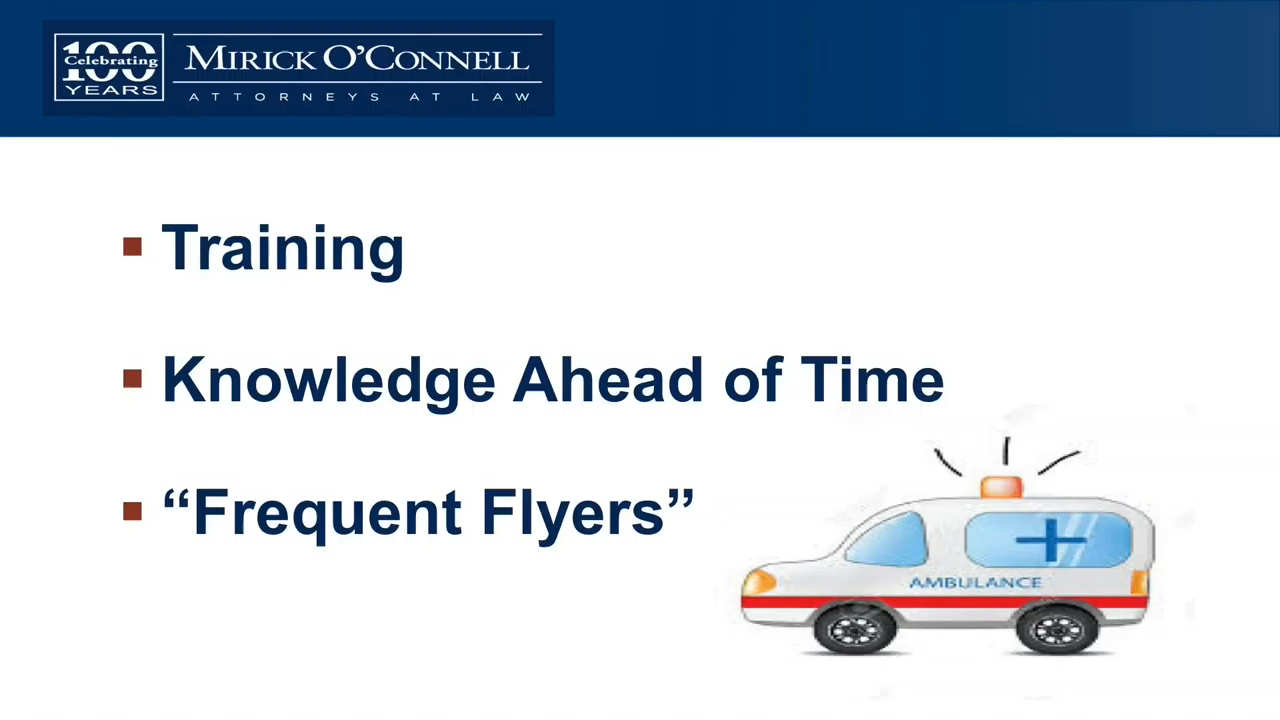 100
Celebrating
YEARS
MIRICK O'CONNELL
ATTORNEYS AT LAW
▪ Training
▪ Knowledge Ahead of Time
▪ “Frequent Flyers”
AMBULANCE